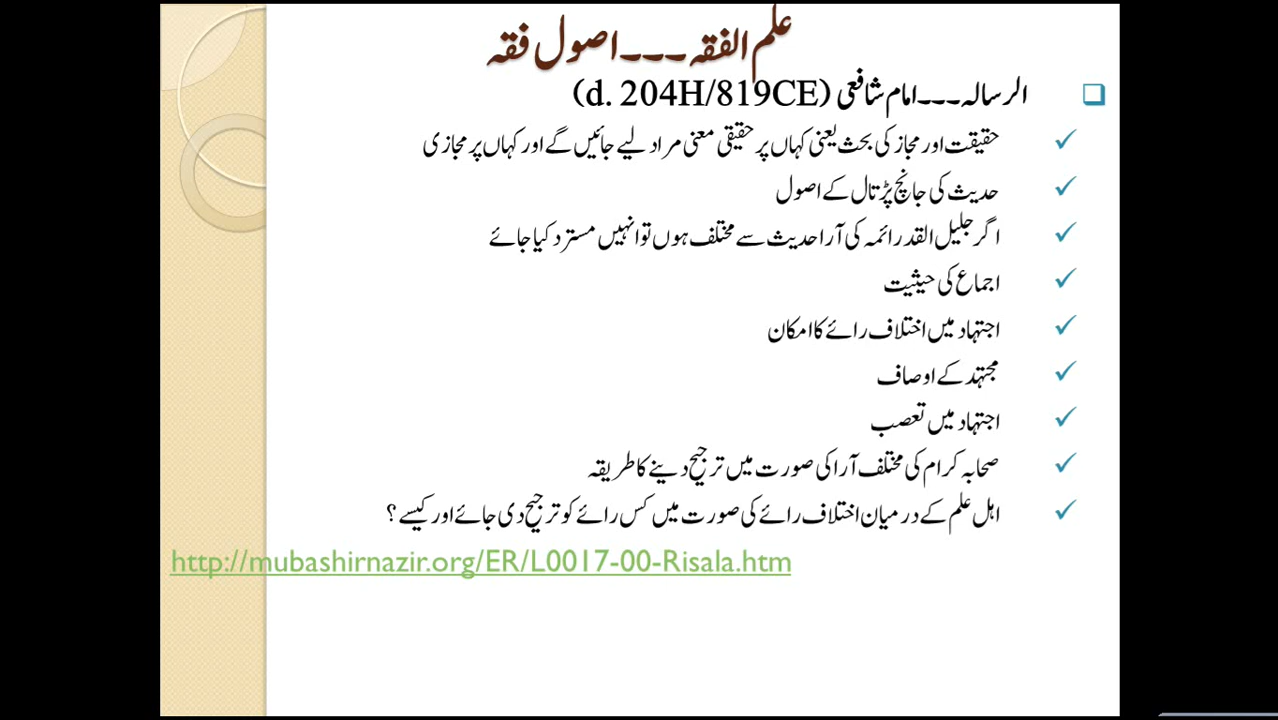 علم الفقہ۔۔۔اصول فقہ
الرسالہ۔۔۔امام شافعی (d. 204H/819CE)
حقیقت اور مجاز کی بحث یعنی کہاں پر حقیقی معنی مراد لیے جائیں گے اور کہاں پر مجازی
حدیث کی جانچ پڑتال کے اصول
اگر جلیل القدر ائمہ کی آرا حدیث سے مختلف ہوں تو انہیں مسترد کیا جائے
اجماع کی حیثیت
اجتہاد میں اختلاف رائے کا امکان
مجتہد کے اوصاف
اجتہاد میں تعصب
صحابہ کرام کی مختلف آرا کی صورت میں ترجیح دینے کا طریقہ
اہل علم کے درمیان اختلاف رائے کی صورت میں کس رائے کو ترجیح دی جائے اور کیسے؟
http://mubashirnazir.org/ER/L0017-00-Risala.htm